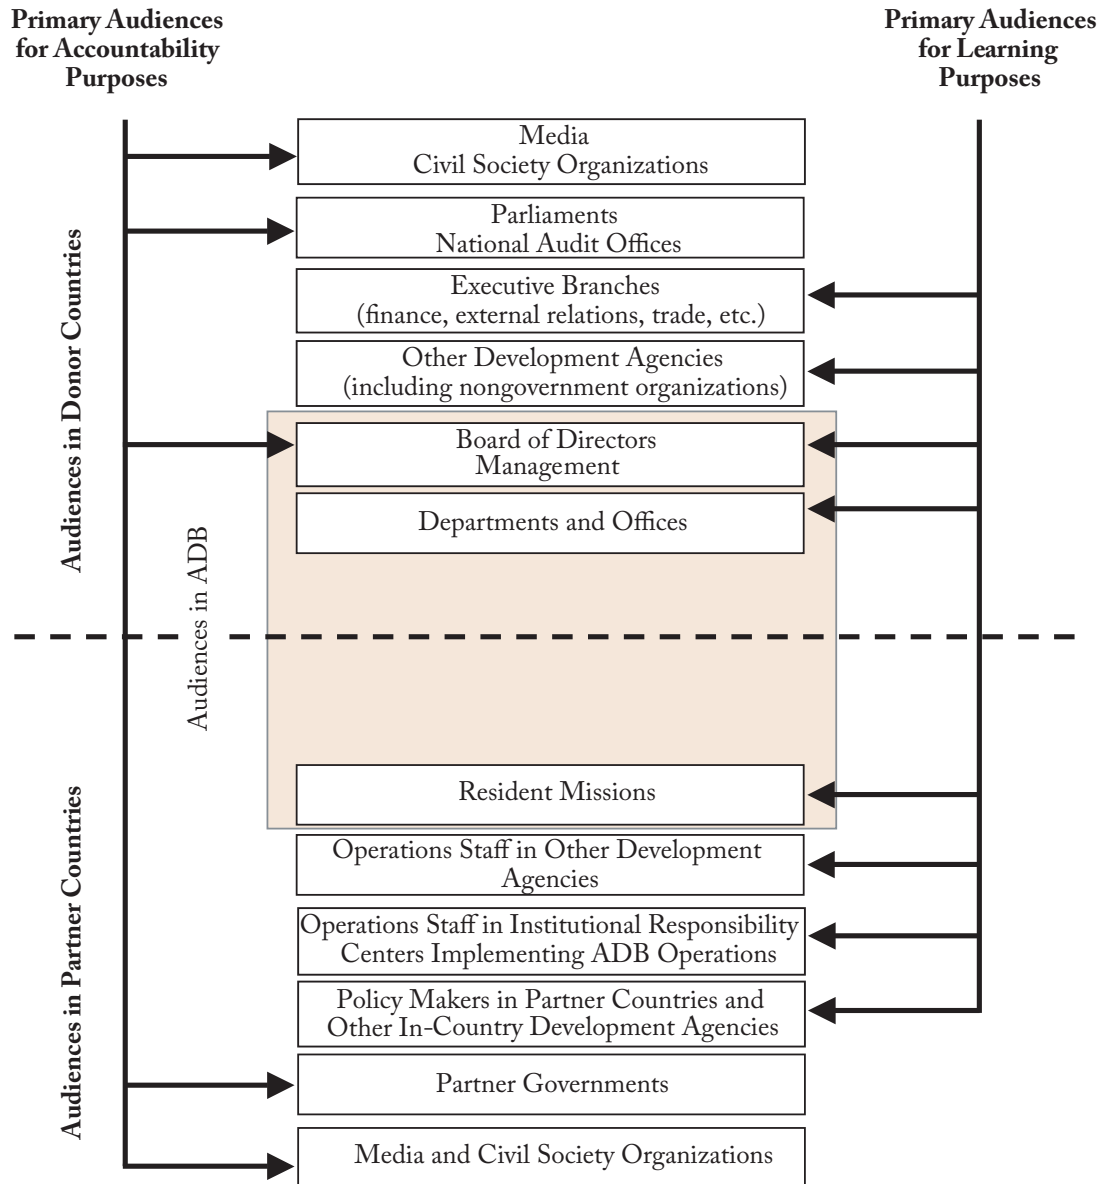 Primary Audiences
for Accountability
Purposes
Primary Audiences
for Learning
Purposes
Media
Civil Society Organizations
Parliaments
National Audit Offices
Executive Branches
(finance, external relations, trade, etc.)
Other Development Agencies
(including nongovernment organizations)
Audiences in Donor Countries
Board of Directors
Management
Departments and Offices
Audiences in ADB
Resident Missions
Operations Staff in Other Development
Agencies
Operations Staff in Institutional Responsibility
Centers Implementing ADB Operations
Audiences in Partner Countries
Policy Makers in Partner Countries and
Other In-Country Development Agencies
Partner Governments
Media and Civil Society Organizations